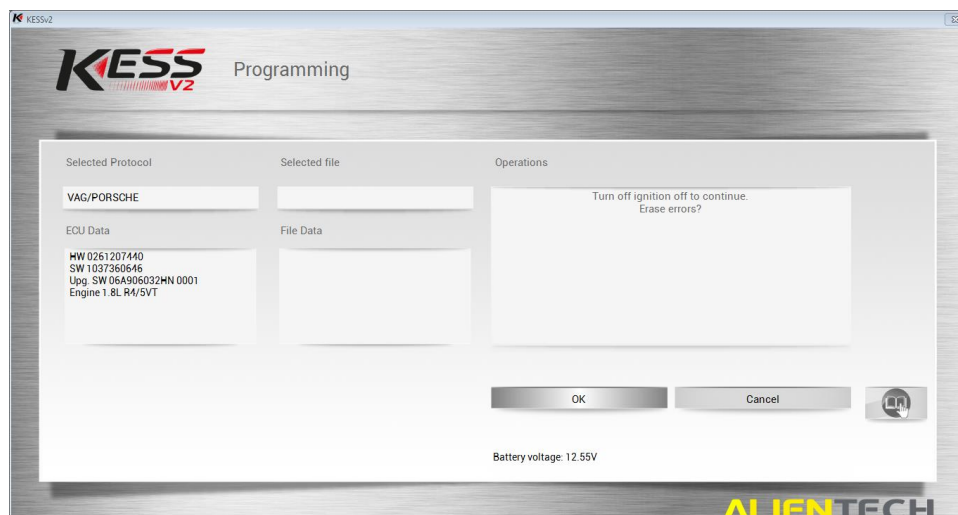 KESSv2
KESS
V2
Programming
Selected Protocol
Selected file
Operations
VAG/PORSCHE
Turn off ignition off to continue.
Erase errors?
ECU Data
File Data
HW 0261207440
SW 1037360646
Upg. SW 06A906032HN 0001
Engine 1.8L R4/5VT
OK
Cancel
Battery voltage: 12.55V
ALIENTECH